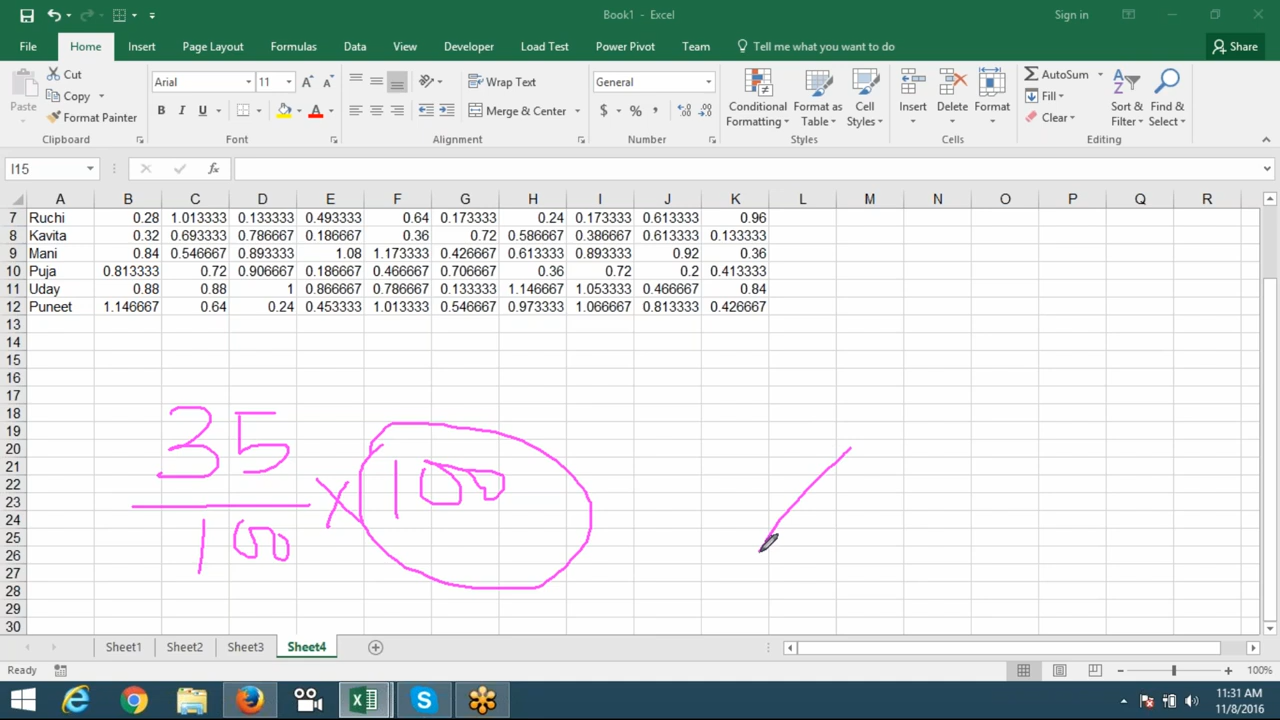 Book1 - Excel
Sign in
File Home Insert Page Layout Formulas Data View Developer Load Test Power Pivot Team Tell me what you want to do Share
Paste
Cut
Copy
Format Painter
Clipboard
Arial 11
B I U
Font
Wrap Text
Merge & Center
Alignment
General
$ % ,
Number
Conditional Formatting
Format as Table
Cell Styles
Styles
Insert
Delete
Format
Cells
AutoSum
Fill
Clear
Sort & Filter
Find & Select
Editing
I15 fx
A B C D E F G H I J K L M N O P Q R
7 Ruchi 0.28 1.013333 0.133333 0.493333 0.64 0.173333 0.24 0.173333 0.613333 0.96
8 Kavita 0.32 0.693333 0.786667 0.186667 0.36 0.72 0.586667 0.386667 0.613333 0.133333
9 Mani 0.84 0.546667 0.893333 1.08 1.173333 0.426667 0.613333 0.893333 0.92 0.36
10 Puja 0.813333 0.72 0.906667 0.186667 0.466667 0.706667 0.36 0.72 0.2 0.413333
11 Uday 0.88 0.88 1 0.866667 0.786667 0.133333 1.146667 1.053333 0.466667 0.84
12 Puneet 1.146667 0.64 0.24 0.453333 1.013333 0.546667 0.973333 1.066667 0.813333 0.426667
13
14
15
16
17
18
19
20
21
22
23
24
25
26
27
28
29
30
35
100
x 100
Sheet1 Sheet2 Sheet3 Sheet4
Ready
100%
11:31 AM
11/8/2016